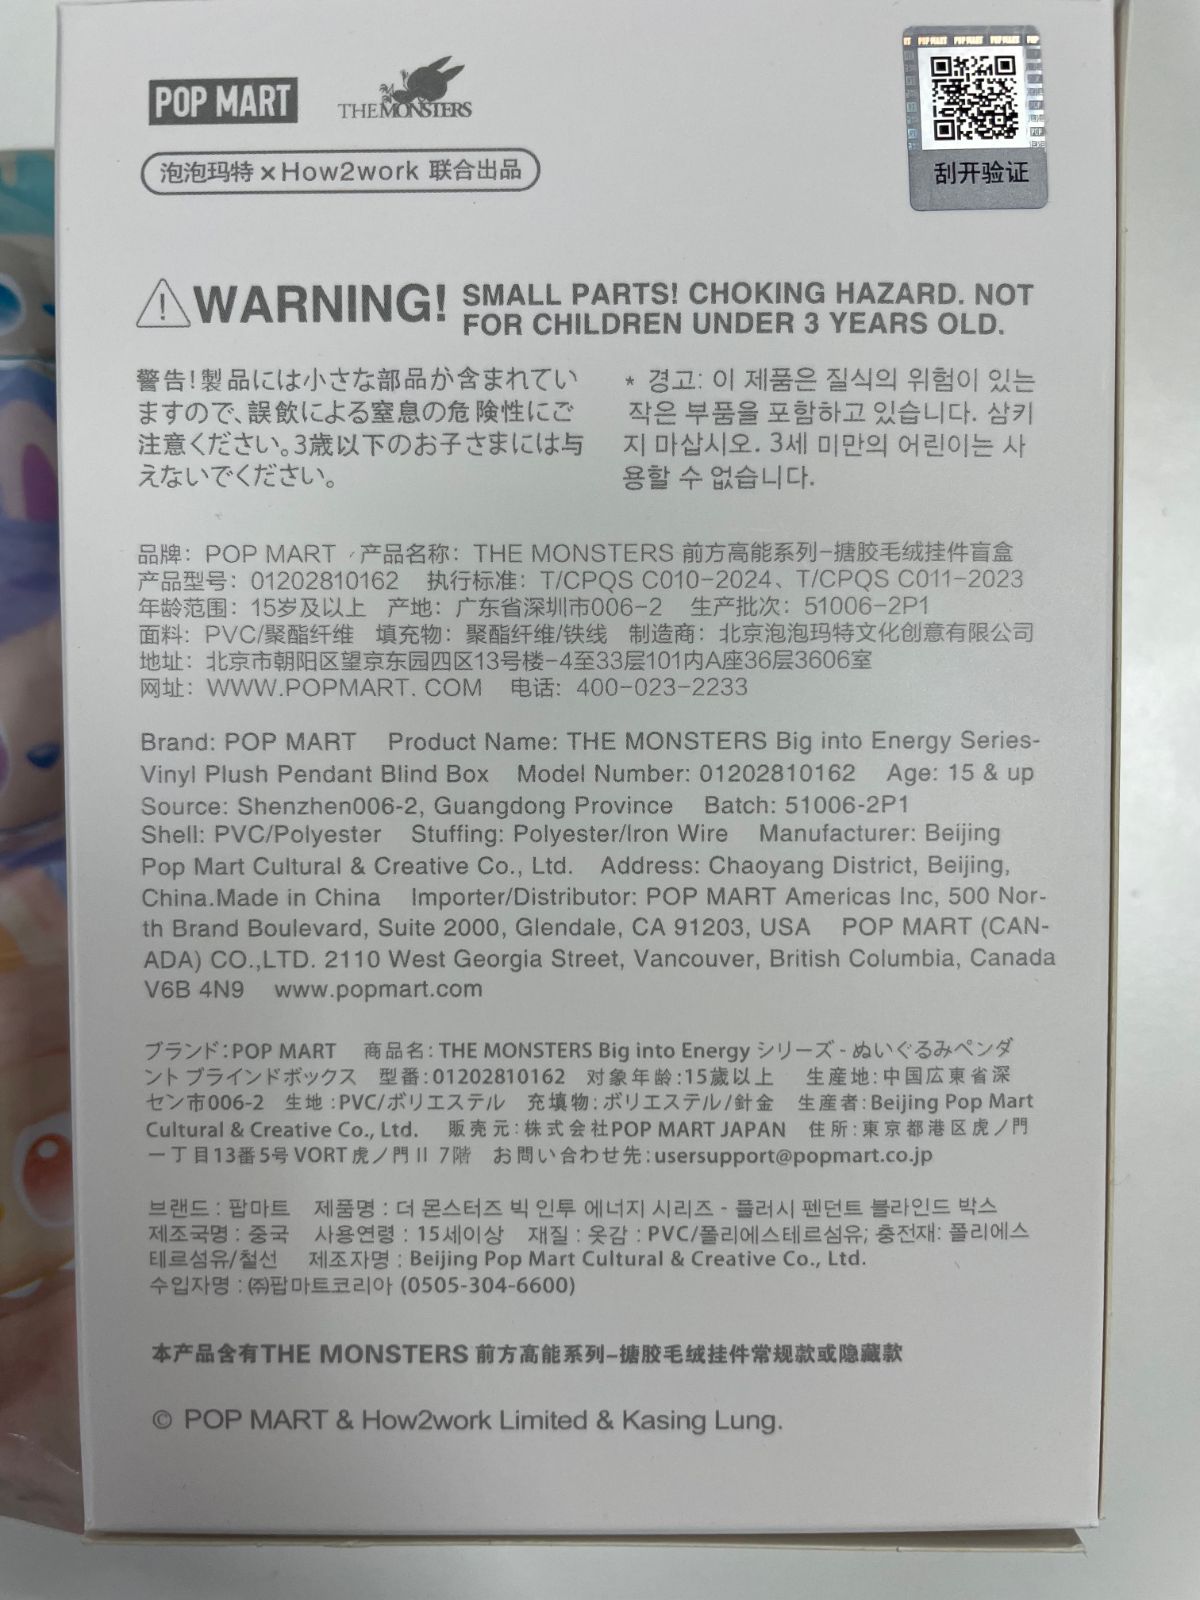 POP MART
THE MONSTERS
泡泡玛特×How2work 联合出品
POP MART POP MART POP MART
刮开验证
WARNING! SMALL PARTS! CHOKING HAZARD. NOT
FOR CHILDREN UNDER 3 YEARS OLD.
警告!製品には小さな部品が含まれてい
ますので、誤飲による窒息の危険性にご
注意ください。3歳以下のお子さまには与
えないでください。
* 경고: 이 제품은 질식의 위험이 있는
작은 부품을 포함하고 있습니다. 삼키
지 마십시오. 3세 미만의 어린이는 사
용할 수 없습니다.
品牌：POP MART 产品名称：THE MONSTERS 前方高能系列-搪胶毛绒挂件盲盒
产品型号：01202810162 执行标准：T/CPQS C010-2024、T/CPQS C011-2023
年龄范围：15岁及以上 产地：广东省深圳市006-2 生产批次：51006-2P1
面料：PVC/聚酯纤维 填充物：聚酯纤维/铁线 制造商：北京泡泡玛特文化创意有限公司
地址：北京市朝阳区望京东园四区13号楼-4至33层101内A座36层3606室
网址：WWW.POPMART. COM 电话：400-023-2233
Brand: POP MART Product Name: THE MONSTERS Big into Energy Series-
Vinyl Plush Pendant Blind Box Model Number: 01202810162 Age: 15 & up
Source: Shenzhen006-2, Guangdong Province Batch: 51006-2P1
Shell: PVC/Polyester Stuffing: Polyester/Iron Wire Manufacturer: Beijing
Pop Mart Cultural & Creative Co., Ltd. Address: Chaoyang District, Beijing,
China.Made in China Importer/Distributor: POP MART Americas Inc, 500 Nor-
th Brand Boulevard, Suite 2000, Glendale, CA 91203, USA POP MART (CAN-
ADA) CO.,LTD. 2110 West Georgia Street, Vancouver, British Columbia, Canada
V6B 4N9 www.popmart.com
ブランド：POP MART 商品名：THE MONSTERS Big into Energy シリーズ - ぬいぐるみペンダ
ント ブラインドボックス 型番：01202810162 対象年齢：15歳以上 生産地：中国広東省深
セン市006-2 生地：PVC/ポリエステル 充填物：ポリエステル/針金 生産者：Beijing Pop Mart
Cultural & Creative Co., Ltd. 販売元：株式会社POP MART JAPAN 住所：東京都港区虎ノ門
一丁目13番5号 VORT 虎ノ門Ⅱ 7階 お問い合わせ先：usersupport@popmart.co.jp
브랜드 : 팝마트 제품명 : 더 몬스터즈 빅 인투 에너지 시리즈 - 플러시 펜던트 블라인드 박스
제조국명 : 중국 사용연령 : 15세이상 재질 : 옷감 : PVC/폴리에스테르섬유; 충전재: 폴리에스
테르섬유/철선 제조자명 : Beijing Pop Mart Cultural & Creative Co., Ltd.
수입자명 : ㈜팝마트코리아 (0505-304-6600)
本产品含有THE MONSTERS 前方高能系列-搪胶毛绒挂件常规款或隐藏款
© POP MART & How2work Limited & Kasing Lung.